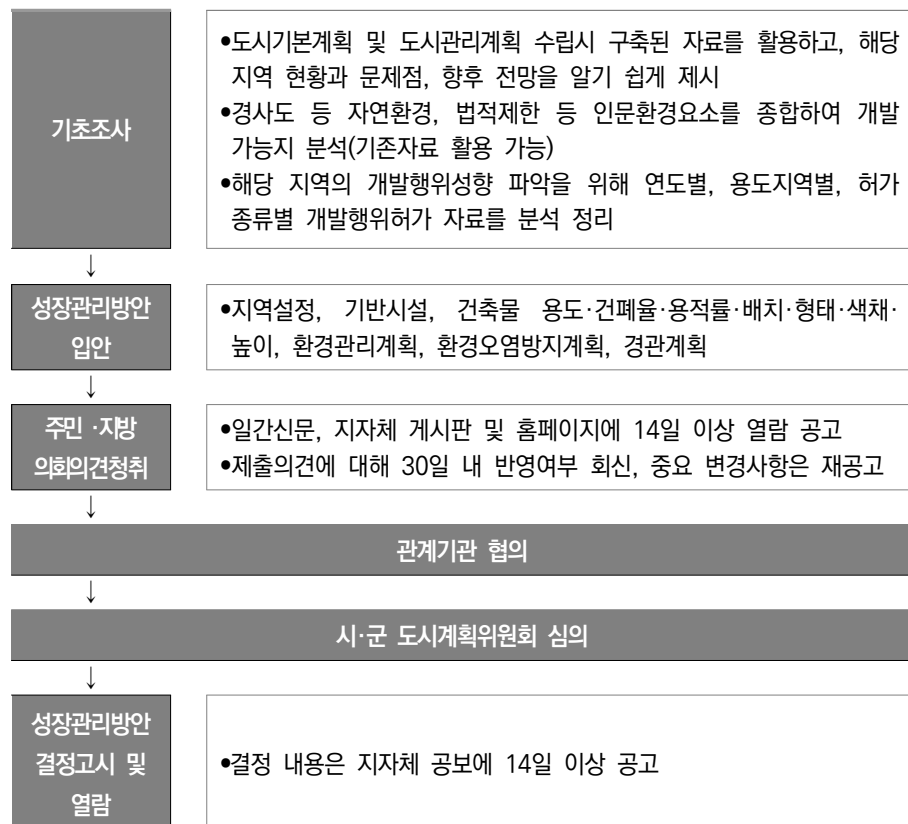 기초조사
•도시기본계획 및 도시관리계획 수립시 구축된 자료를 활용하고, 해당
지역 현황과 문제점, 향후 전망을 알기 쉽게 제시
•경사도 등 자연환경, 법적제한 등 인문환경요소를 종합하여 개발
가능지 분석(기존자료 활용 가능)
•해당 지역의 개발행위성향 파악을 위해 연도별, 용도지역별, 허가
종류별 개발행위허가 자료를 분석 정리
↓
성장관리방안
입안
•지역설정, 기반시설, 건축물 용도·건폐율·용적률·배치·형태·색채·
높이, 환경관리계획, 환경오염방지계획, 경관계획
↓
주민 ·지방
의회의견청취
•일간신문, 지자체 게시판 및 홈페이지에 14일 이상 열람 공고
•제출의견에 대해 30일 내 반영여부 회신, 중요 변경사항은 재공고
↓
관계기관 협의
↓
시·군 도시계획위원회 심의
↓
성장관리방안
결정고시 및
열람
•결정 내용은 지자체 공보에 14일 이상 공고